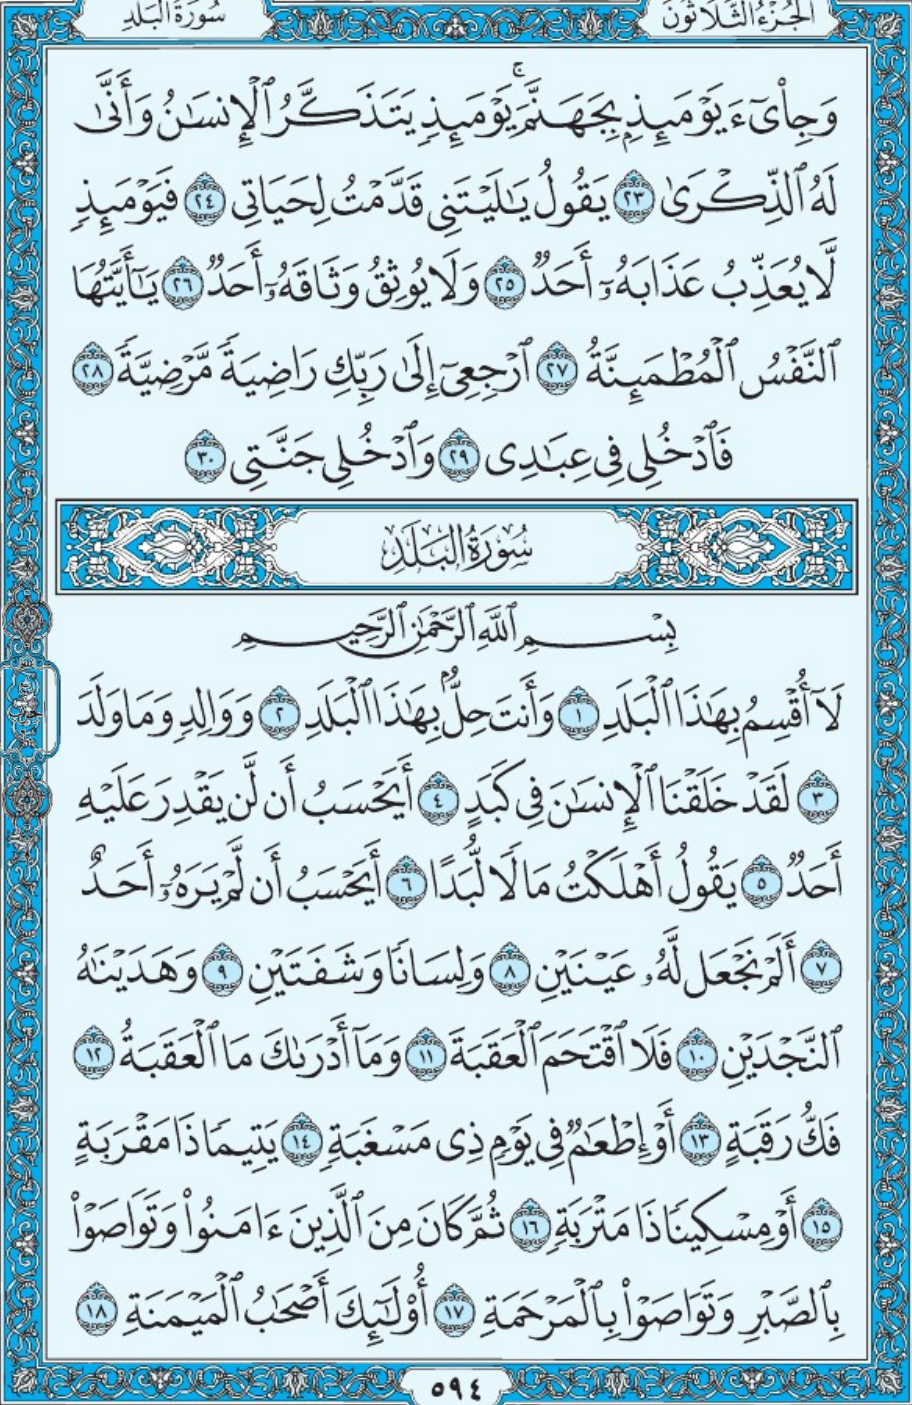 سُورَةُ البَلَدِ
الجُزْءُ الثَّلَاثُونَ
وَجِاْيٓءَ يَوْمَئِذِۭ بِجَهَنَّمَۚ يَوْمَئِذٖ يَتَذَكَّرُ ٱلْإِنسَٰنُ وَأَنَّىٰ
لَهُ ٱلذِّكْرَىٰ ٢٣ يَقُولُ يَٰلَيْتَنِى قَدَّمْتُ لِحَيَاتِى ٢٤ فَيَوْمَئِذٖ
لَّا يُعَذِّبُ عَذَابَهُۥٓ أَحَدٞ ٢٥ وَلَا يُوثِقُ وَثَاقَهُۥٓ أَحَدٞ ٢٦ يَٰٓأَيَّتُهَا
ٱلنَّفْسُ ٱلْمُطْمَئِنَّةُ ٢٧ ٱرْجِعِىٓ إِلَىٰ رَبِّكِ رَاضِيَةٗ مَّرْضِيَّةٗ ٢٨
فَٱدْخُلِى فِى عِبَٰدِى ٢٩ وَٱدْخُلِى جَنَّتِى ٣٠
سُورَةُ البَلَدِ
بِسْمِ ٱللَّهِ ٱلرَّحْمَٰنِ ٱلرَّحِيمِ
لَآ أُقْسِمُ بِهَٰذَا ٱلْبَلَدِ ١ وَأَنتَ حِلُّۢ بِهَٰذَا ٱلْبَلَدِ ٢ وَوَالِدٖ وَمَا وَلَدَ
٣ لَقَدْ خَلَقْنَا ٱلْإِنسَٰنَ فِى كَبَدٍ ٤ أَيَحْسَبُ أَن لَّن يَقْدِرَ عَلَيْهِ
أَحَدٞ ٥ يَقُولُ أَهْلَكْتُ مَالٗا لُّبَدًا ٦ أَيَحْسَبُ أَن لَّمْ يَرَهُۥٓ أَحَدٌ
٧ أَلَمْ نَجْعَل لَّهُۥ عَيْنَيْنِ ٨ وَلِسَانٗا وَشَفَتَيْنِ ٩ وَهَدَيْنَٰهُ
ٱلنَّجْدَيْنِ ١٠ فَلَا ٱقْتَحَمَ ٱلْعَقَبَةَ ١١ وَمَآ أَدْرَىٰكَ مَا ٱلْعَقَبَةُ ١٢
فَكُّ رَقَبَةٍ ١٣ أَوْ إِطْعَٰمٞ فِى يَوْمٖ ذِى مَسْغَبَةٖ ١٤ يَتِيمٗا ذَا مَقْرَبَةٍ
١٥ أَوْ مِسْكِينٗا ذَا مَتْرَبَةٖ ١٦ ثُمَّ كَانَ مِنَ ٱلَّذِينَ ءَامَنُوا۟ وَتَوَاصَوْا۟
بِٱلصَّبْرِ وَتَوَاصَوْا۟ بِٱلْمَرْحَمَةِ ١٧ أُو۟لَٰٓئِكَ أَصْحَٰبُ ٱلْمَيْمَنَةِ ١٨
٥٩٤